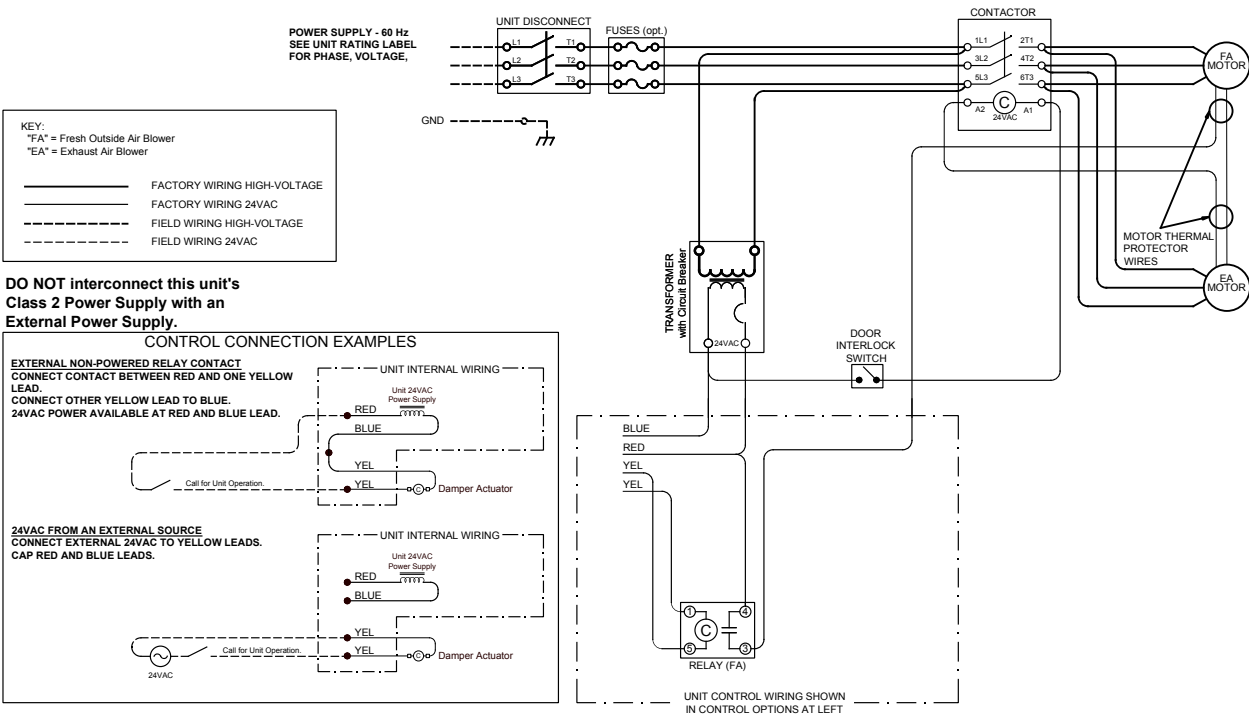 POWER SUPPLY - 60 Hz
SEE UNIT RATING LABEL
FOR PHASE, VOLTAGE,
UNIT DISCONNECT
L1
T1
L2
T2
L3
T3
FUSES (opt.)
GND
CONTACTOR
1L1
2T1
3L2
4T2
5L3
6T3
A2
C
A1
24VAC
FA
MOTOR
MOTOR THERMAL
PROTECTOR
WIRES
EA
MOTOR
KEY:
"FA" = Fresh Outside Air Blower
"EA" = Exhaust Air Blower
FACTORY WIRING HIGH-VOLTAGE
FACTORY WIRING 24VAC
FIELD WIRING HIGH-VOLTAGE
FIELD WIRING 24VAC
TRANSFORMER
with Circuit Breaker
24VAC
DOOR
INTERLOCK
SWITCH
DO NOT interconnect this unit's
Class 2 Power Supply with an
External Power Supply.
CONTROL CONNECTION EXAMPLES
EXTERNAL NON-POWERED RELAY CONTACT
CONNECT CONTACT BETWEEN RED AND ONE YELLOW
LEAD.
CONNECT OTHER YELLOW LEAD TO BLUE.
24VAC POWER AVAILABLE AT RED AND BLUE LEAD.
UNIT INTERNAL WIRING
Unit 24VAC
Power Supply
RED
BLUE
YEL
YEL
Call for Unit Operation.
C
Damper Actuator
24VAC FROM AN EXTERNAL SOURCE
CONNECT EXTERNAL 24VAC TO YELLOW LEADS.
CAP RED AND BLUE LEADS.
UNIT INTERNAL WIRING
Unit 24VAC
Power Supply
RED
BLUE
YEL
YEL
Call for Unit Operation.
C
Damper Actuator
24VAC
BLUE
RED
YEL
YEL
1
4
C
5
3
RELAY (FA)
UNIT CONTROL WIRING SHOWN
IN CONTROL OPTIONS AT LEFT